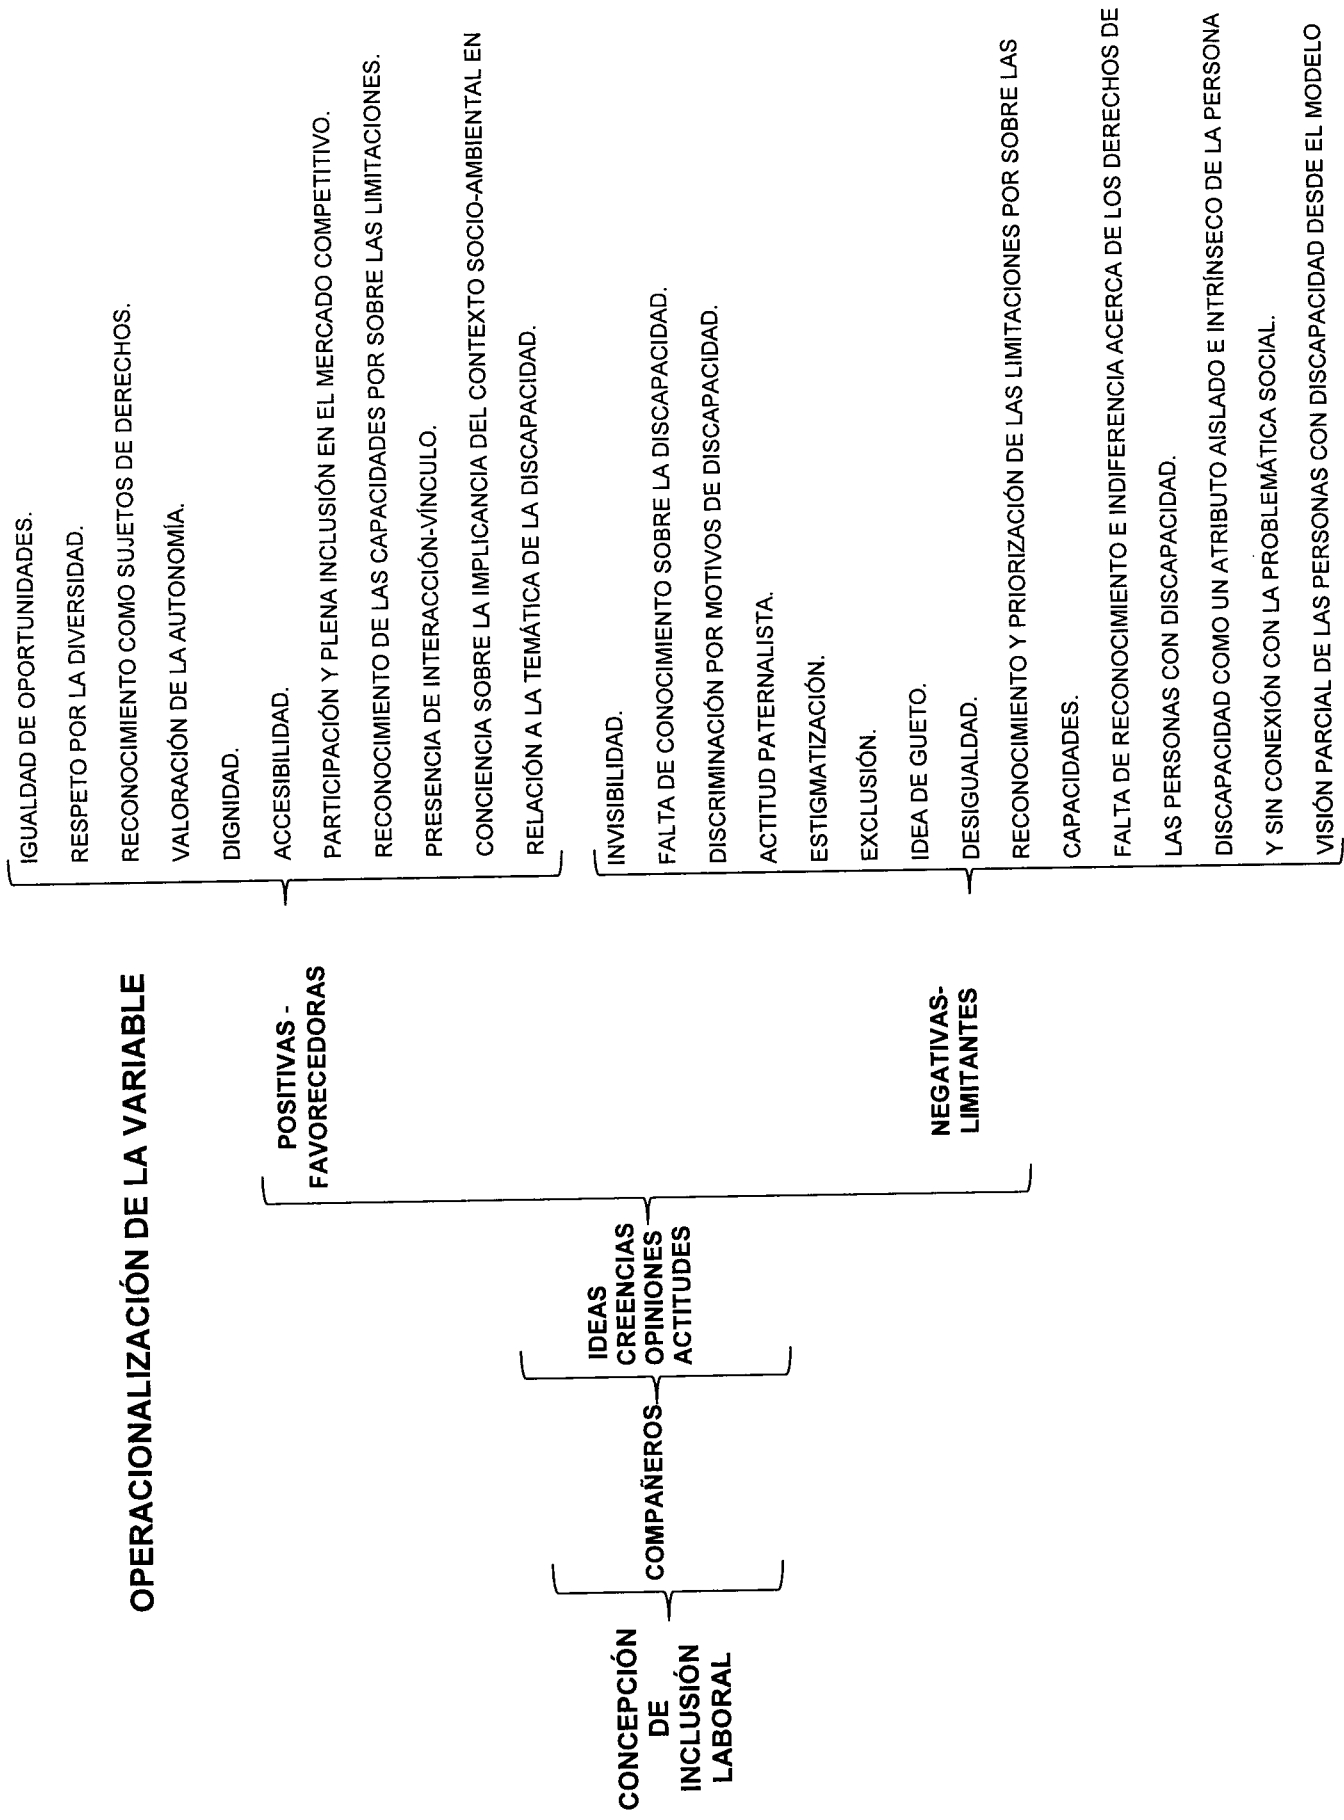 OPERACIONALIZACIÓN DE LA VARIABLE
CONCEPCIÓN
DE
INCLUSIÓN
LABORAL
COMPAÑEROS
IDEAS
CREENCIAS
OPINIONES
ACTITUDES
POSITIVAS -
FAVORECEDORAS
IGUALDAD DE OPORTUNIDADES.
RESPETO POR LA DIVERSIDAD.
RECONOCIMIENTO COMO SUJETOS DE DERECHOS.
VALORACIÓN DE LA AUTONOMÍA.
DIGNIDAD.
ACCESIBILIDAD.
PARTICIPACIÓN Y PLENA INCLUSIÓN EN EL MERCADO COMPETITIVO.
RECONOCIMIENTO DE LAS CAPACIDADES POR SOBRE LAS LIMITACIONES.
PRESENCIA DE INTERACCIÓN-VÍNCULO.
CONCIENCIA SOBRE LA IMPLICANCIA DEL CONTEXTO SOCIO-AMBIENTAL EN
RELACIÓN A LA TEMÁTICA DE LA DISCAPACIDAD.
NEGATIVAS-
LIMITANTES
INVISIBILIDAD.
FALTA DE CONOCIMIENTO SOBRE LA DISCAPACIDAD.
DISCRIMINACIÓN POR MOTIVOS DE DISCAPACIDAD.
ACTITUD PATERNALISTA.
ESTIGMATIZACIÓN.
EXCLUSIÓN.
IDEA DE GUETO.
DESIGUALDAD.
RECONOCIMIENTO Y PRIORIZACIÓN DE LAS LIMITACIONES POR SOBRE LAS
CAPACIDADES.
FALTA DE RECONOCIMIENTO E INDIFERENCIA ACERCA DE LOS DERECHOS DE
LAS PERSONAS CON DISCAPACIDAD.
DISCAPACIDAD COMO UN ATRIBUTO AISLADO E INTRÍNSECO DE LA PERSONA
Y SIN CONEXIÓN CON LA PROBLEMÁTICA SOCIAL.
VISIÓN PARCIAL DE LAS PERSONAS CON DISCAPACIDAD DESDE EL MODELO